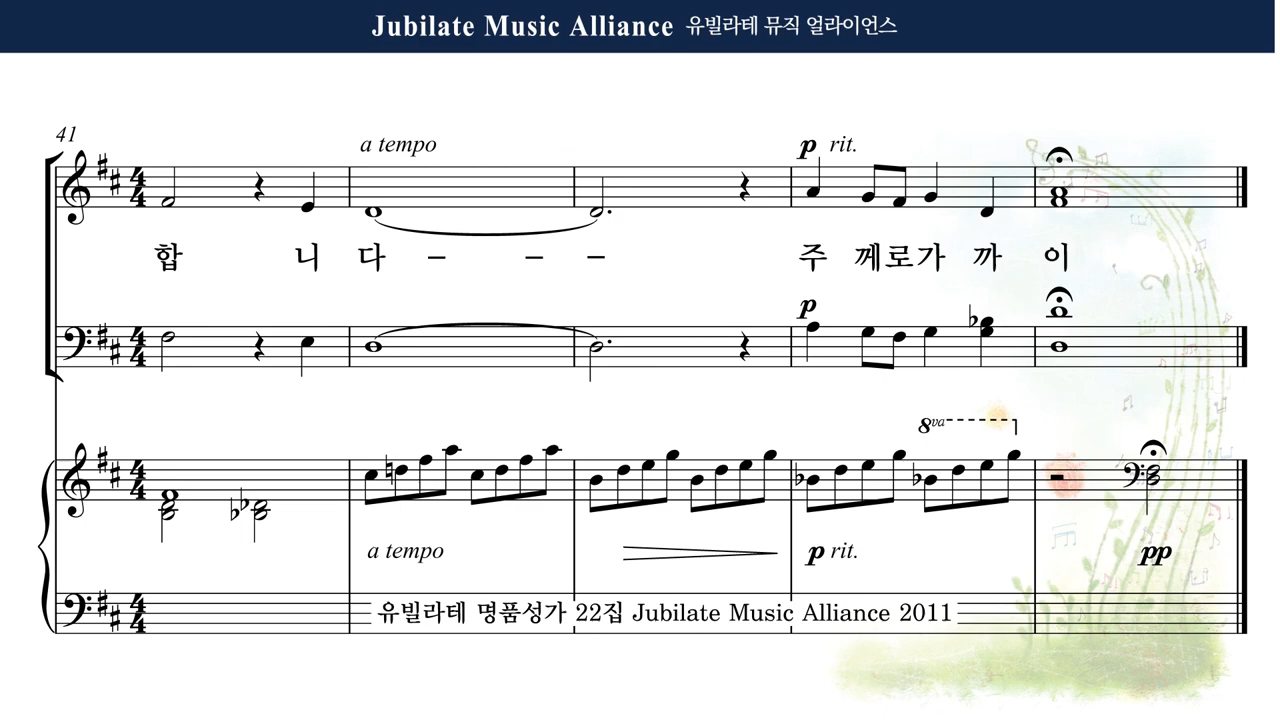 Jubilate Music Alliance 유빌라테 뮤직 얼라이언스
41
a tempo
p rit.
합 니 다 – – – 주 께로가 까 이
p
8va
a tempo
p rit.
pp
유빌라테 명품성가 22집 Jubilate Music Alliance 2011